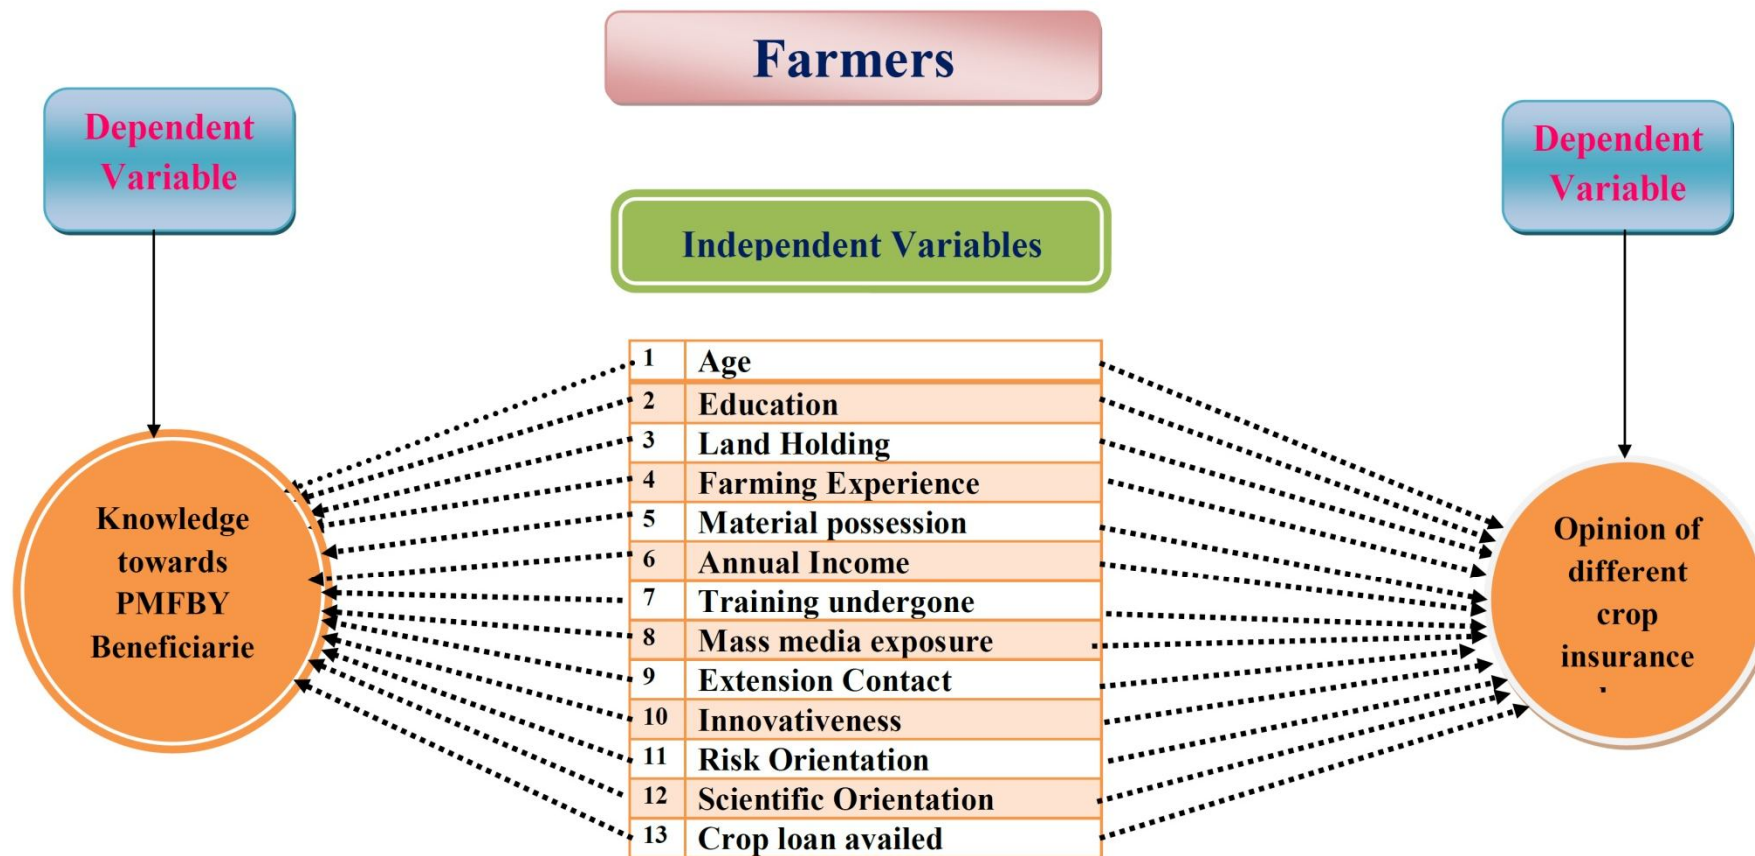 Farmers
Dependent
Variable
Dependent
Variable
Independent Variables
1 Age
2 Education
3 Land Holding
4 Farming Experience
5 Material possession
6 Annual Income
7 Training undergone
8 Mass media exposure
9 Extension Contact
10 Innovativeness
11 Risk Orientation
12 Scientific Orientation
13 Crop loan availed
Knowledge
towards
PMFBY
Beneficiarie
Opinion of
different
crop
insurance